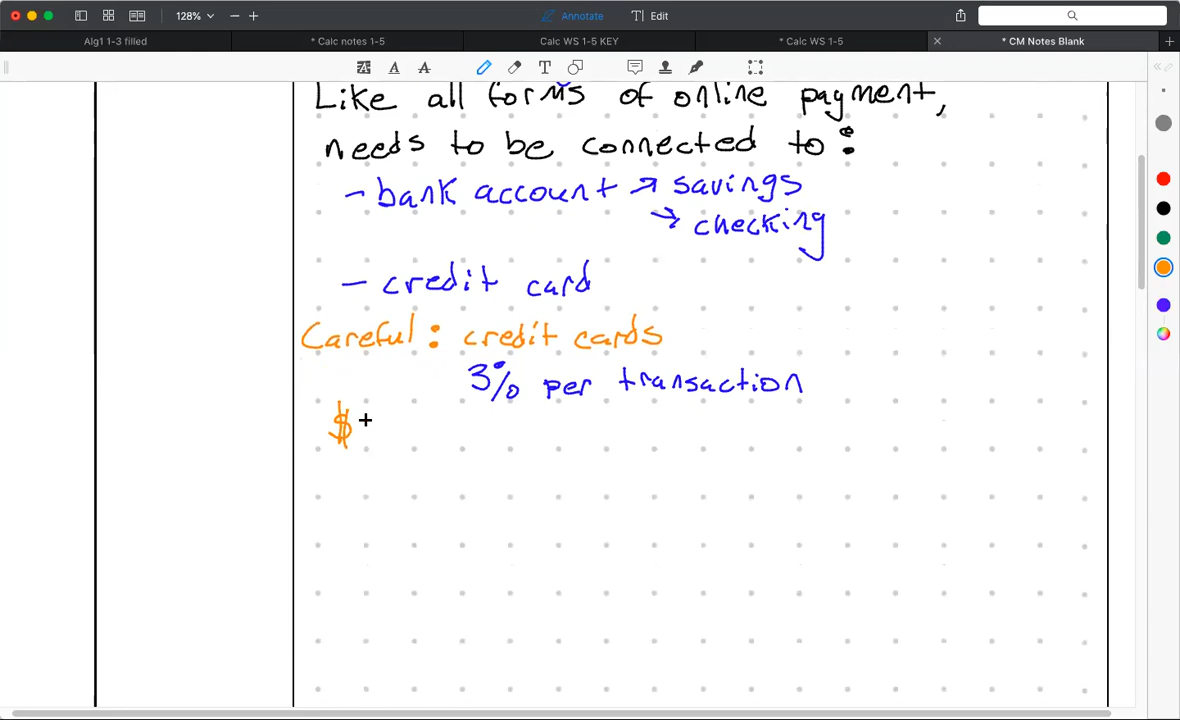 128%
Annotate
Edit
Alg1 1-3 filled
* Calc notes 1-5
Calc WS 1-5 KEY
* Calc WS 1-5
* CM Notes Blank
Like all forms of online payment,
needs to be connected to:
- bank account → savings
→ checking
- credit card
Careful: credit cards
3% per transaction
$